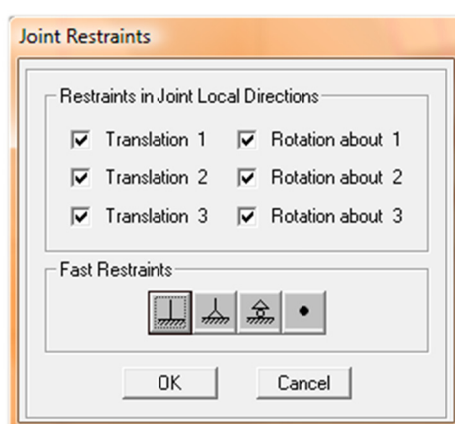 Joint Restraints
Restraints in Joint Local Directions
Translation 1 Rotation about 1
Translation 2 Rotation about 2
Translation 3 Rotation about 3
Fast Restraints
OK Cancel